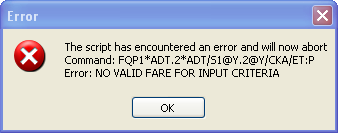 Error
The script has encountered an error and will now abort
Command: FQP1*ADT.2*ADT/S1@Y.2@Y/CKA/ET:P
Error: NO VALID FARE FOR INPUT CRITERIA
OK